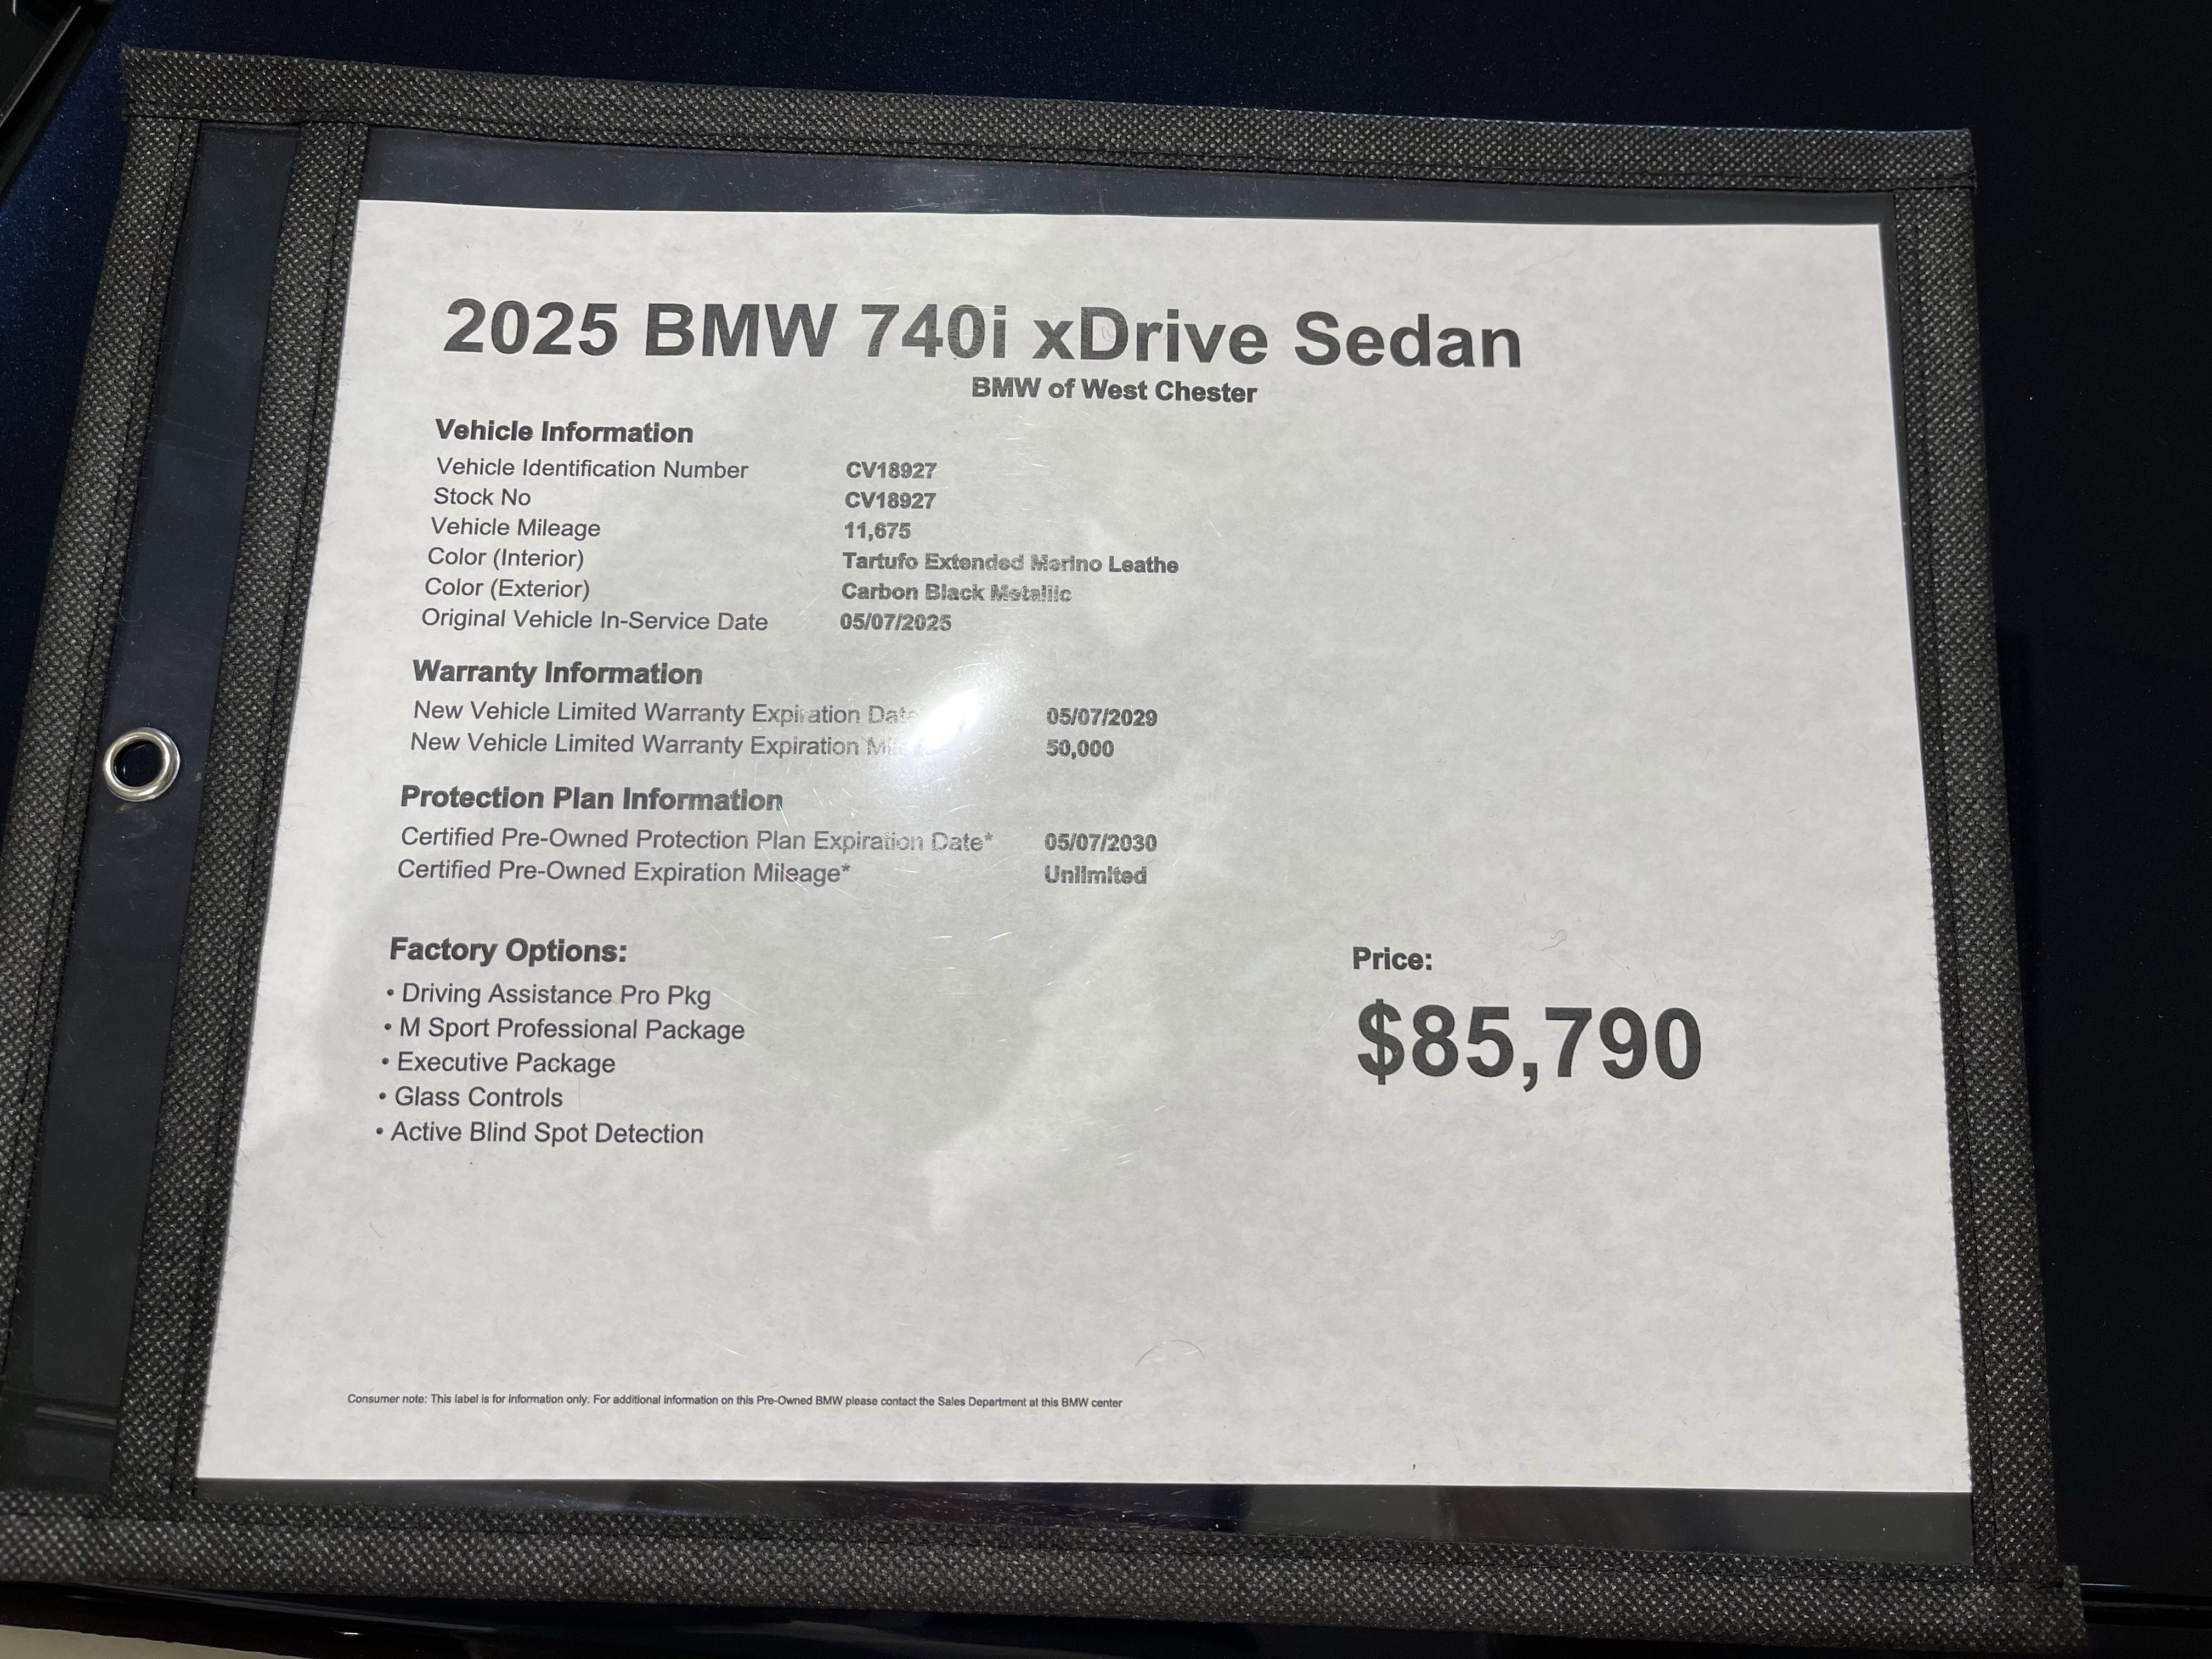 2025 BMW 740i xDrive Sedan
BMW of West Chester
Vehicle Information
Vehicle Identification Number CV18927
Stock No CV18927
Vehicle Mileage 11,675
Color (Interior) Tartufo Extended Merino Leathe
Color (Exterior) Carbon Black Metallic
Original Vehicle In-Service Date 05/07/2025
Warranty Information
New Vehicle Limited Warranty Expiration Date 05/07/2029
New Vehicle Limited Warranty Expiration 50,000
Protection Plan Information
Certified Pre-Owned Protection Plan Expiration Date* 05/07/2030
Certified Pre-Owned Expiration Mileage* Unlimited
Factory Options:
• Driving Assistance Pro Pkg
• M Sport Professional Package
• Executive Package
• Glass Controls
• Active Blind Spot Detection
Price:
$85,790
Consumer note: This label is for information only. For additional information on this Pre-Owned BMW please contact the Sales Department at this BMW center